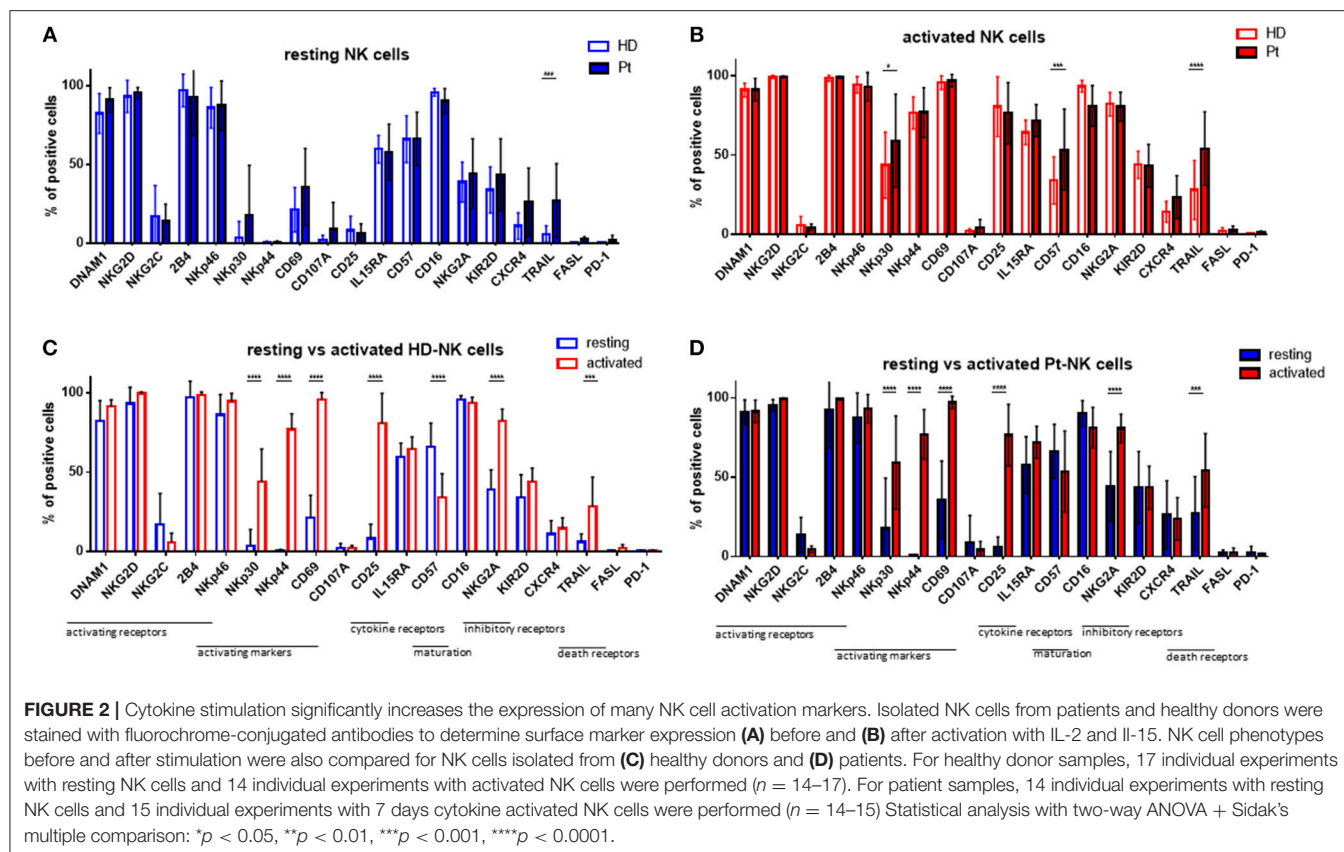 A
resting NK cells
HD
Pt
% of positive cells
100
50
0
***
DNAM1
NKG2D
NKG2C
2B4
NKp46
NKp30
NKp44
CD69
CD107A
CD25
IL15RA
CD57
CD16
NKG2A
KIR2D
CXCR4
TRAIL
FASL
PD-1
B
activated NK cells
HD
Pt
% of positive cells
100
50
0
*
***
****
DNAM1
NKG2D
NKG2C
2B4
NKp46
NKp30
NKp44
CD69
CD107A
CD25
IL15RA
CD57
CD16
NKG2A
KIR2D
CXCR4
TRAIL
FASL
PD-1
C
resting vs activated HD-NK cells
resting
activated
% of positive cells
100
50
0
****
****
****
****
****
****
***
DNAM1
NKG2D
NKG2C
2B4
NKp46
NKp30
NKp44
CD69
CD107A
CD25
IL15RA
CD57
CD16
NKG2A
KIR2D
CXCR4
TRAIL
FASL
PD-1
activating receptors
activating markers
cytokine receptors
maturation
inhibitory receptors
death receptors
D
resting vs activated Pt-NK cells
resting
activated
% of positive cells
100
50
0
****
****
****
****
****
***
DNAM1
NKG2D
NKG2C
2B4
NKp46
NKp30
NKp44
CD69
CD107A
CD25
IL15RA
CD57
CD16
NKG2A
KIR2D
CXCR4
TRAIL
FASL
PD-1
activating receptors
activating markers
cytokine receptors
maturation
inhibitory receptors
death receptors
FIGURE 2 | Cytokine stimulation significantly increases the expression of many NK cell activation markers. Isolated NK cells from patients and healthy donors were
stained with fluorochrome-conjugated antibodies to determine surface marker expression (A) before and (B) after activation with IL-2 and Il-15. NK cell phenotypes
before and after stimulation were also compared for NK cells isolated from (C) healthy donors and (D) patients. For healthy donor samples, 17 individual experiments
with resting NK cells and 14 individual experiments with activated NK cells were performed (n = 14–17). For patient samples, 14 individual experiments with resting
NK cells and 15 individual experiments with 7 days cytokine activated NK cells were performed (n = 14–15) Statistical analysis with two-way ANOVA + Sidak's
multiple comparison: *p < 0.05, **p < 0.01, ***p < 0.001, ****p < 0.0001.